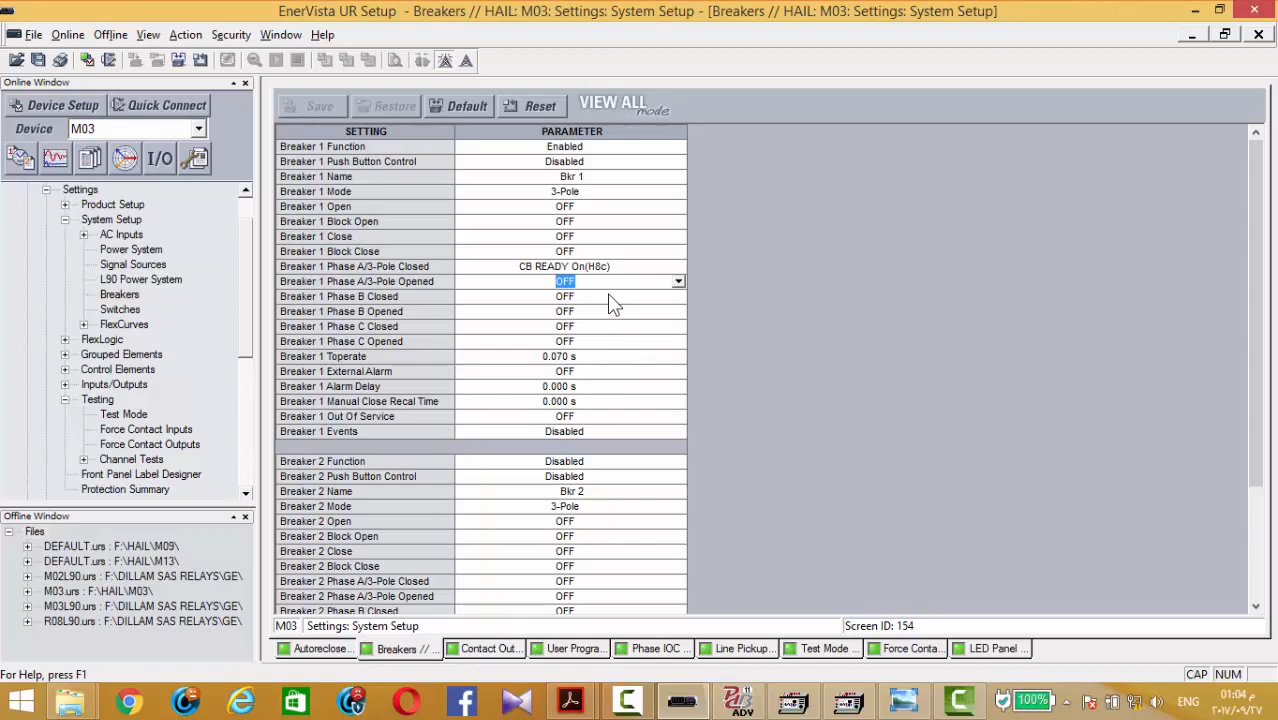 EnerVista UR Setup - Breakers // HAIL: M03: Settings: System Setup - [Breakers // HAIL: M03: Settings: System Setup]
File Online Offline View Action Security Window Help
Online Window
Device Setup Quick Connect
Device M03
I/O
Settings
Product Setup
System Setup
AC Inputs
Power System
Signal Sources
L90 Power System
Breakers
Switches
FlexCurves
FlexLogic
Grouped Elements
Control Elements
Inputs/Outputs
Testing
Test Mode
Force Contact Inputs
Force Contact Outputs
Channel Tests
Front Panel Label Designer
Protection Summary
Offline Window
Files
DEFAULT.urs : F:\HAIL\M09\
DEFAULT.urs : F:\HAIL\M13\
M02L90.urs : F:\DILLAM SAS RELAYS\GE\
M03.urs : F:\HAIL\M03\
M03L90.urs : F:\DILLAM SAS RELAYS\GE\
R08L90.urs : F:\DILLAM SAS RELAYS\GE\
Save Restore Default Reset VIEW ALL mode
SETTING PARAMETER
Breaker 1 Function Enabled
Breaker 1 Push Button Control Disabled
Breaker 1 Name Bkr 1
Breaker 1 Mode 3-Pole
Breaker 1 Open OFF
Breaker 1 Block Open OFF
Breaker 1 Close OFF
Breaker 1 Block Close OFF
Breaker 1 Phase A/3-Pole Closed CB READY On(H8c)
Breaker 1 Phase A/3-Pole Opened OFF
Breaker 1 Phase B Closed OFF
Breaker 1 Phase B Opened OFF
Breaker 1 Phase C Closed OFF
Breaker 1 Phase C Opened OFF
Breaker 1 Toperate 0.070 s
Breaker 1 External Alarm OFF
Breaker 1 Alarm Delay 0.000 s
Breaker 1 Manual Close Recal Time 0.000 s
Breaker 1 Out Of Service OFF
Breaker 1 Events Disabled
Breaker 2 Function Disabled
Breaker 2 Push Button Control Disabled
Breaker 2 Name Bkr 2
Breaker 2 Mode 3-Pole
Breaker 2 Open OFF
Breaker 2 Block Open OFF
Breaker 2 Close OFF
Breaker 2 Block Close OFF
Breaker 2 Phase A/3-Pole Closed OFF
Breaker 2 Phase A/3-Pole Opened OFF
Breaker 2 Phase B Closed OFF
M03 Settings: System Setup Screen ID: 154
Autoreclose... Breakers // ... Contact Out... User Progra... Phase IOC ... Line Pickup... Test Mode ... Force Conta... LED Panel ...
For Help, press F1 CAP NUM
ADV 100% ENG 01:04 م
٢٠١٧/٠٩/٢٧